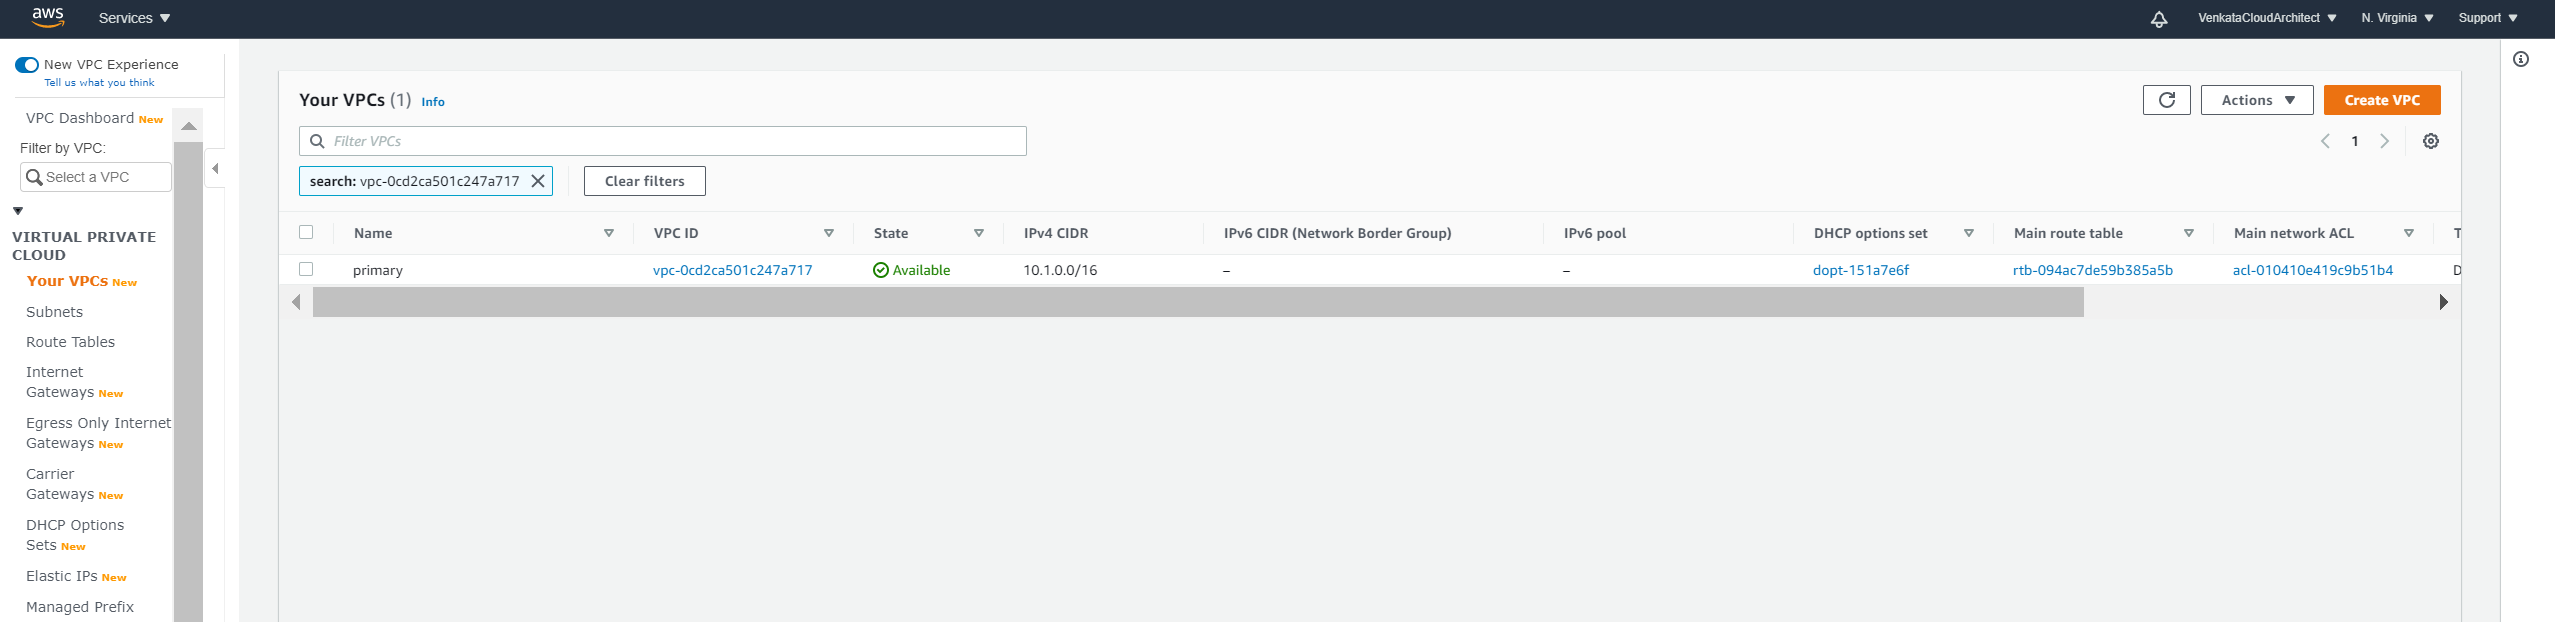 aws
Services
VenkataCloudArchitect
N. Virginia
Support
New VPC Experience
Tell us what you think
VPC Dashboard New
Filter by VPC:
Select a VPC
VIRTUAL PRIVATE
CLOUD
Your VPCs New
Subnets
Route Tables
Internet
Gateways New
Egress Only Internet
Gateways New
Carrier
Gateways New
DHCP Options
Sets New
Elastic IPs New
Managed Prefix
Your VPCs (1) Info
Actions
Create VPC
Filter VPCs
1
search: vpc-0cd2ca501c247a717
Clear filters
Name VPC ID State IPv4 CIDR IPv6 CIDR (Network Border Group) IPv6 pool DHCP options set Main route table Main network ACL T
primary vpc-0cd2ca501c247a717 Available 10.1.0.0/16 – – dopt-151a7e6f rtb-094ac7de59b385a5b acl-010410e419c9b51b4 D